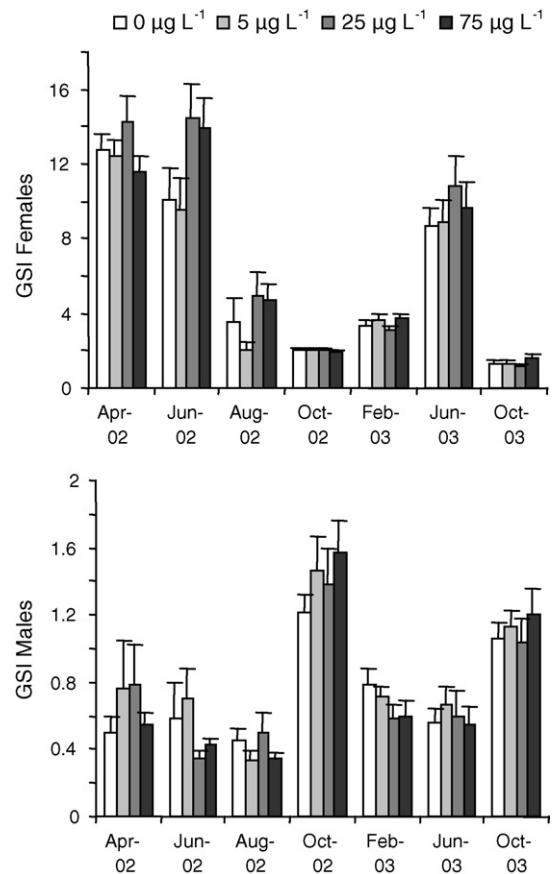 0 µg L⁻¹ 5 µg L⁻¹ 25 µg L⁻¹ 75 µg L⁻¹
16
12
8
4
0
GSI Females
Apr- Jun- Aug- Oct- Feb- Jun- Oct-
02 02 02 02 03 03 03
2
1.6
1.2
0.8
0.4
0
GSI Males
Apr- Jun- Aug- Oct- Feb- Jun- Oct-
02 02 02 02 03 03 03